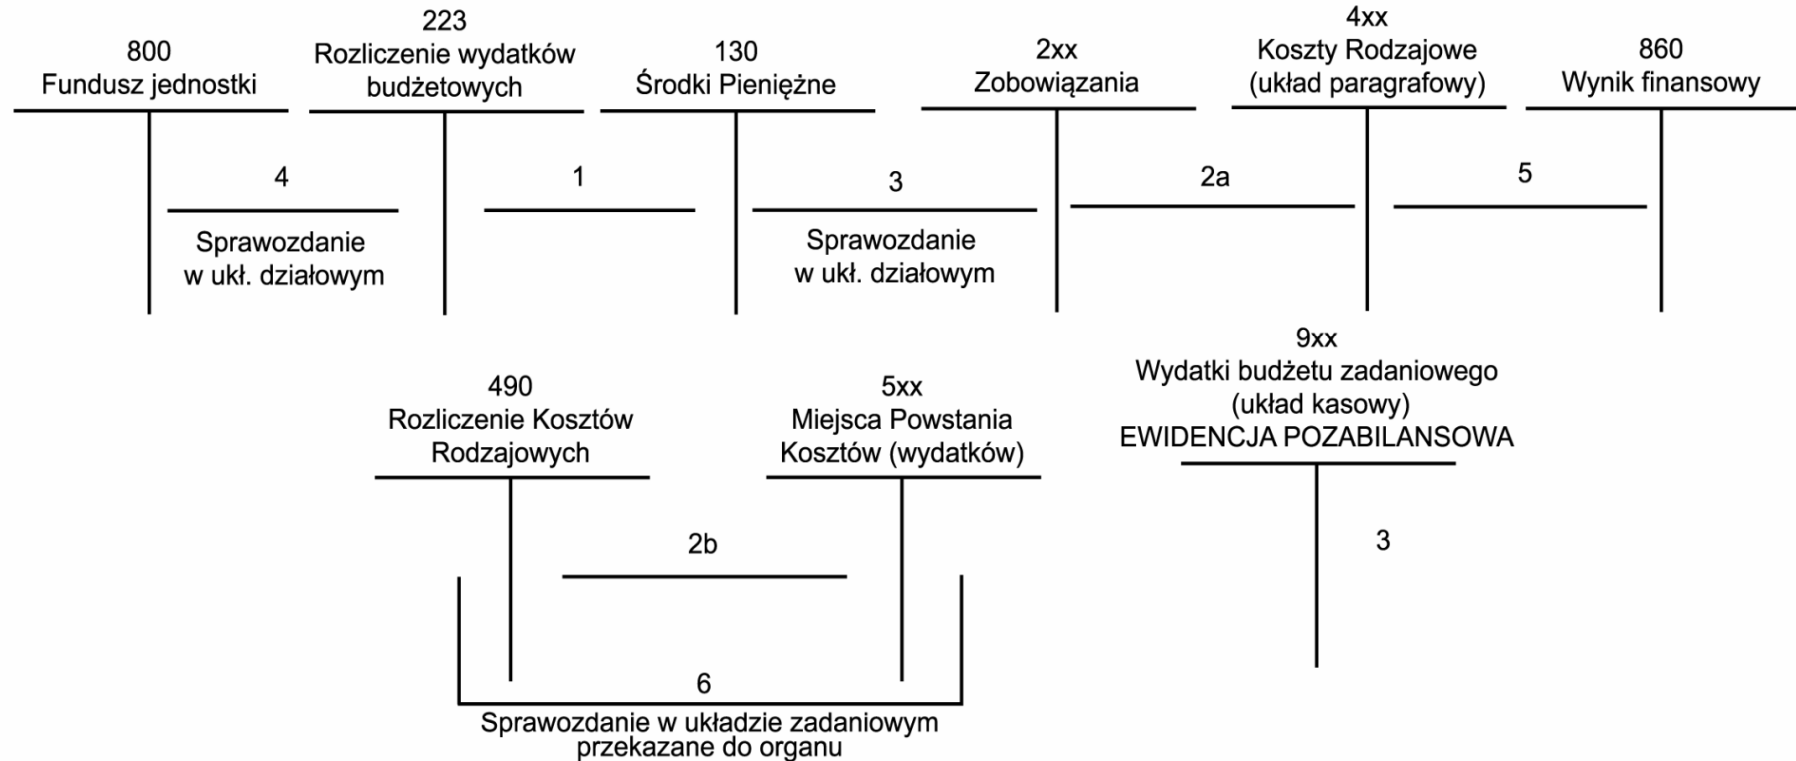 800
Fundusz jednostki
223
Rozliczenie wydatków
budżetowych
130
Środki Pieniężne
2xx
Zobowiązania
4xx
Koszty Rodzajowe
(układ paragrafowy)
860
Wynik finansowy
4
Sprawozdanie
w ukł. działowym
1
3
Sprawozdanie
w ukł. działowym
2a
5
490
Rozliczenie Kosztów
Rodzajowych
5xx
Miejsca Powstania
Kosztów (wydatków)
9xx
Wydatki budżetu zadaniowego
(układ kasowy)
EWIDENCJA POZABILANSOWA
2b
3
6
Sprawozdanie w układzie zadaniowym
przekazane do organu